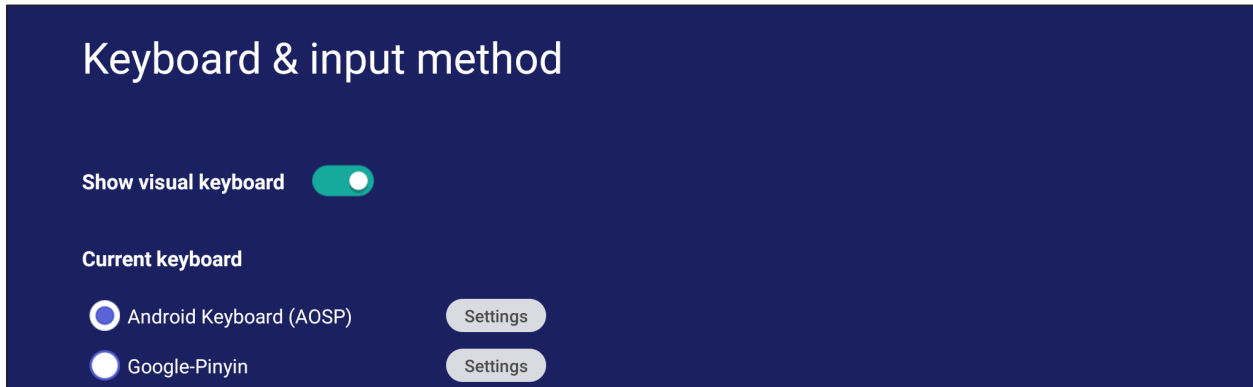 Keyboard & input method
Show visual keyboard
Current keyboard
Android Keyboard (AOSP) Settings
Google-Pinyin Settings